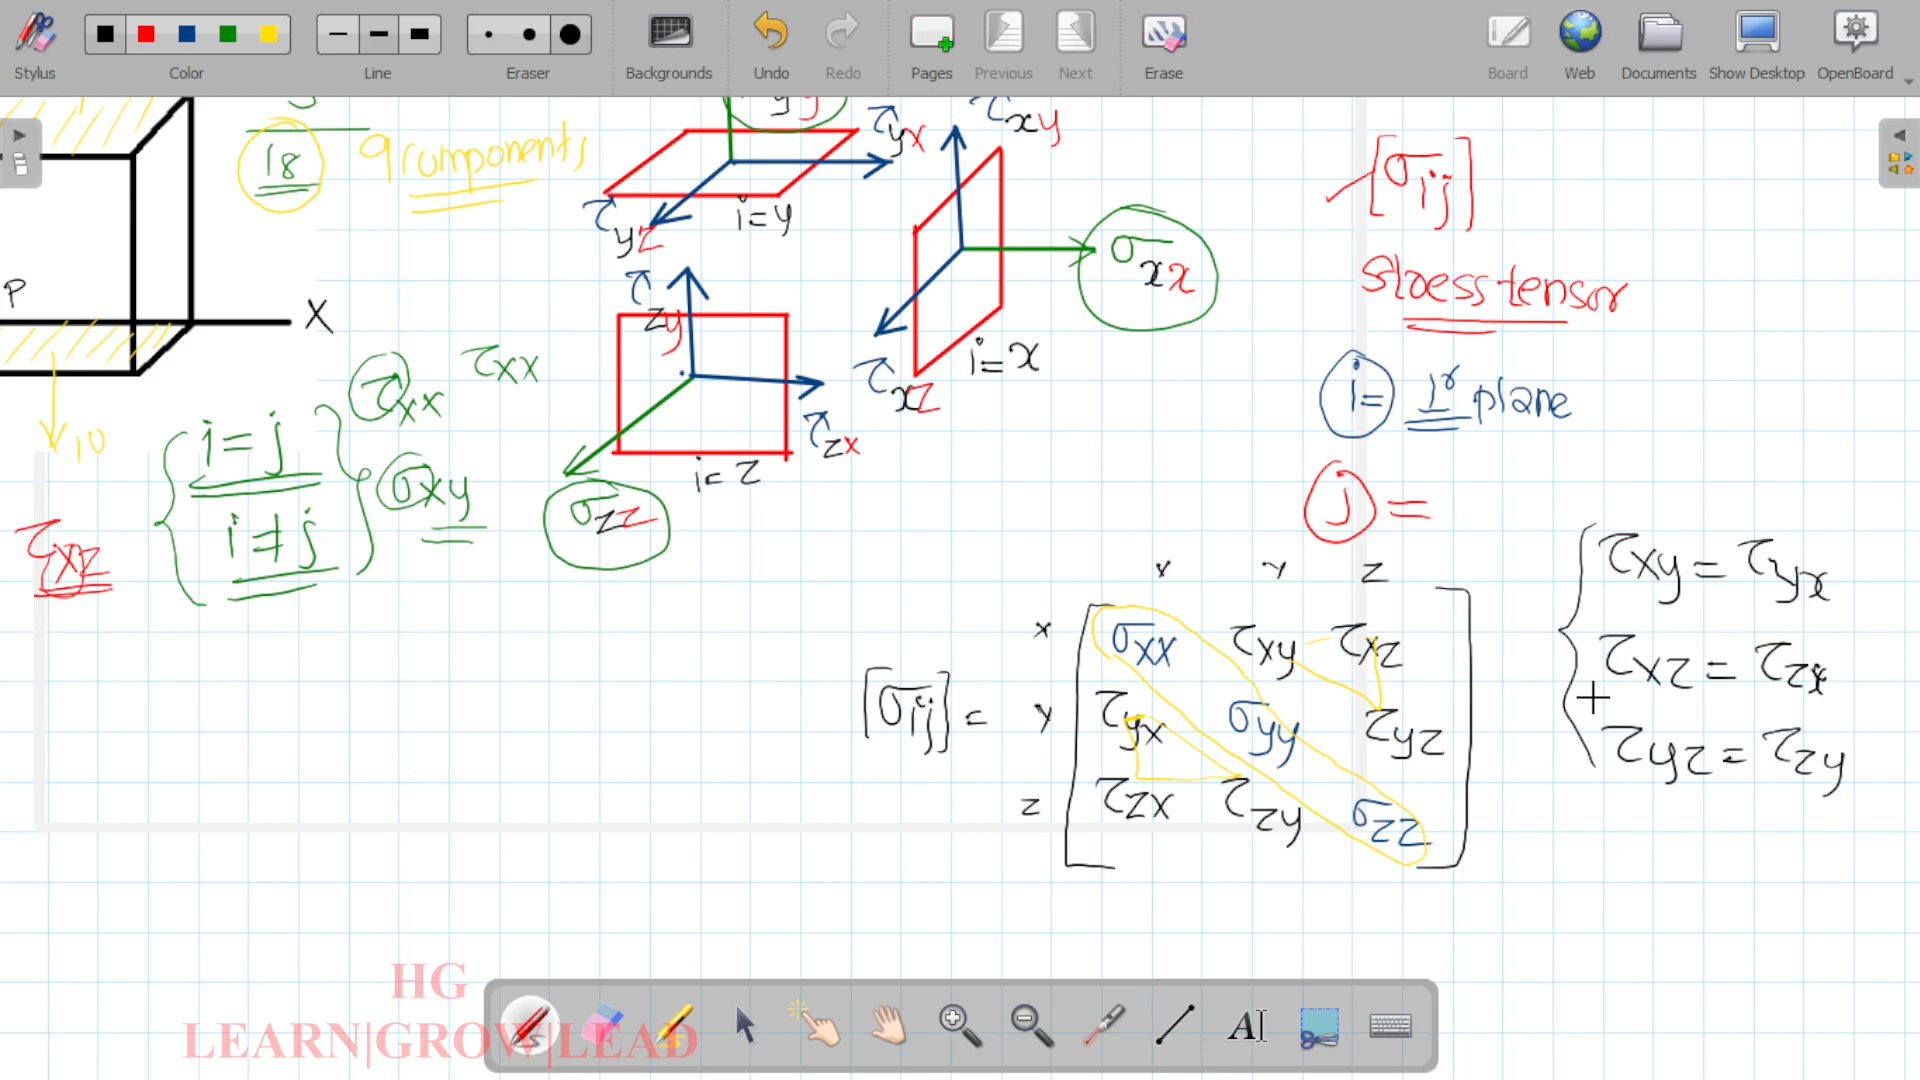 Stylus
Color
Line
Eraser
Backgrounds
Undo
Redo
Pages
Previous
Next
Erase
Board
Web
Documents
Show Desktop
OpenBoard
18
9 components
P
X
10
τyx
τyz
i=y
τxy
σxx
τxz
i=x
τzy
τzx
i=z
σzz
τxx
τxx
i=j
i≠j
σxy
τxz
[σij]
Stress tensor
i= ⊥r plane
j =
x y z
x σxx τxy τxz
[σij] = y τyx σyy τyz
z τzx τzy σzz
τxy = τyx
τxz = τzx
τyz = τzy
HG
LEARN|GROW|LEAD